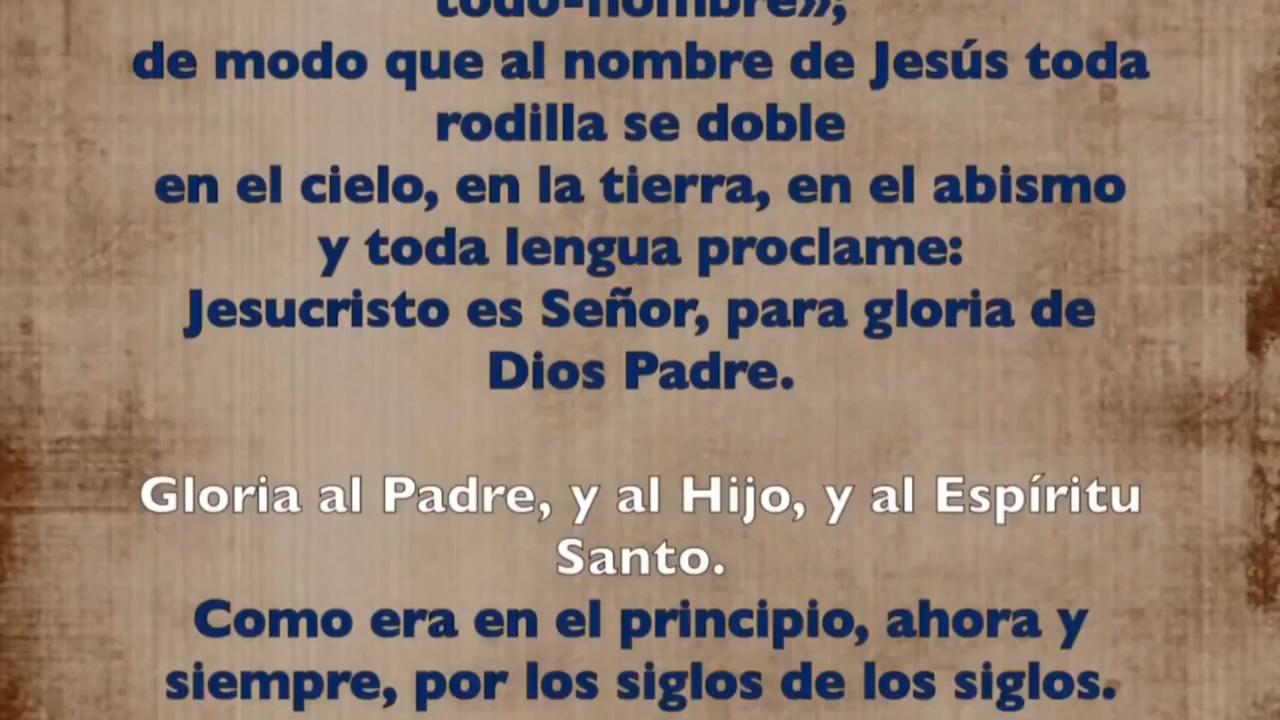 todo-nombre»;
de modo que al nombre de Jesús toda
rodilla se doble
en el cielo, en la tierra, en el abismo
y toda lengua proclame:
Jesucristo es Señor, para gloria de
Dios Padre.
Gloria al Padre, y al Hijo, y al Espíritu
Santo.
Como era en el principio, ahora y
siempre, por los siglos de los siglos.